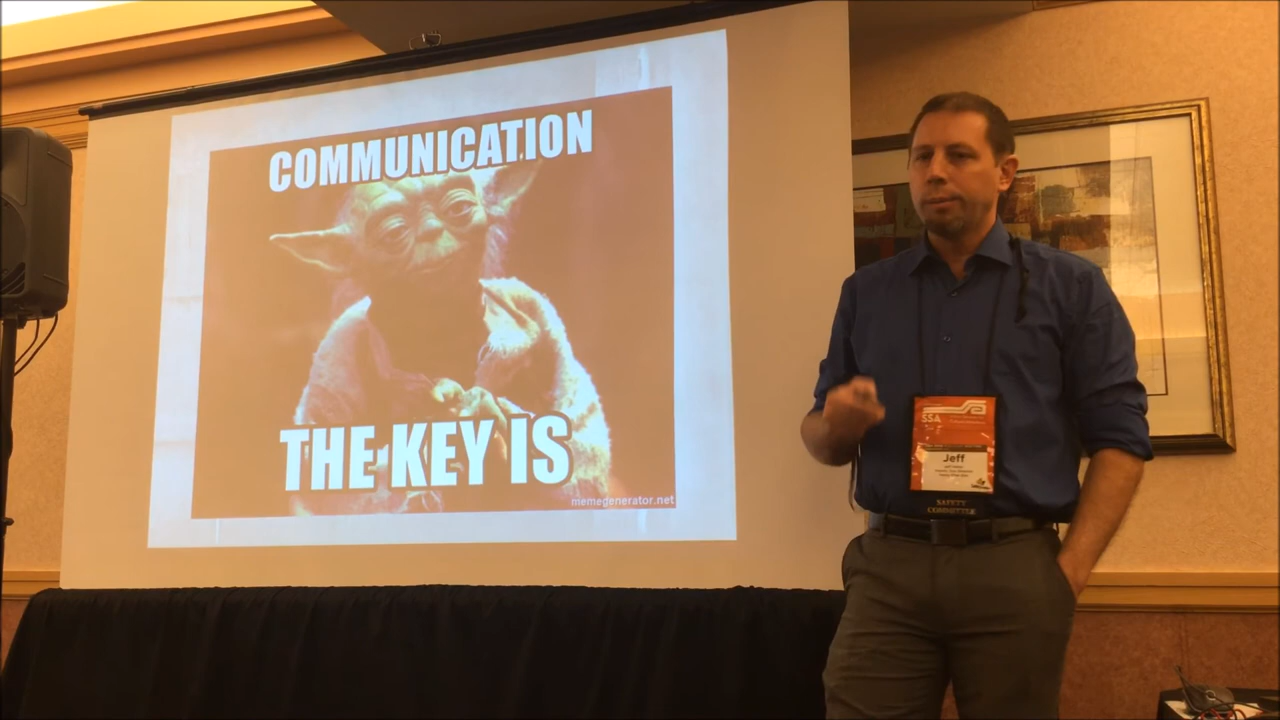 COMMUNICATION
THE KEY IS
memegenerator.net
SSA
Jeff
SAFETY
COMMITTEE